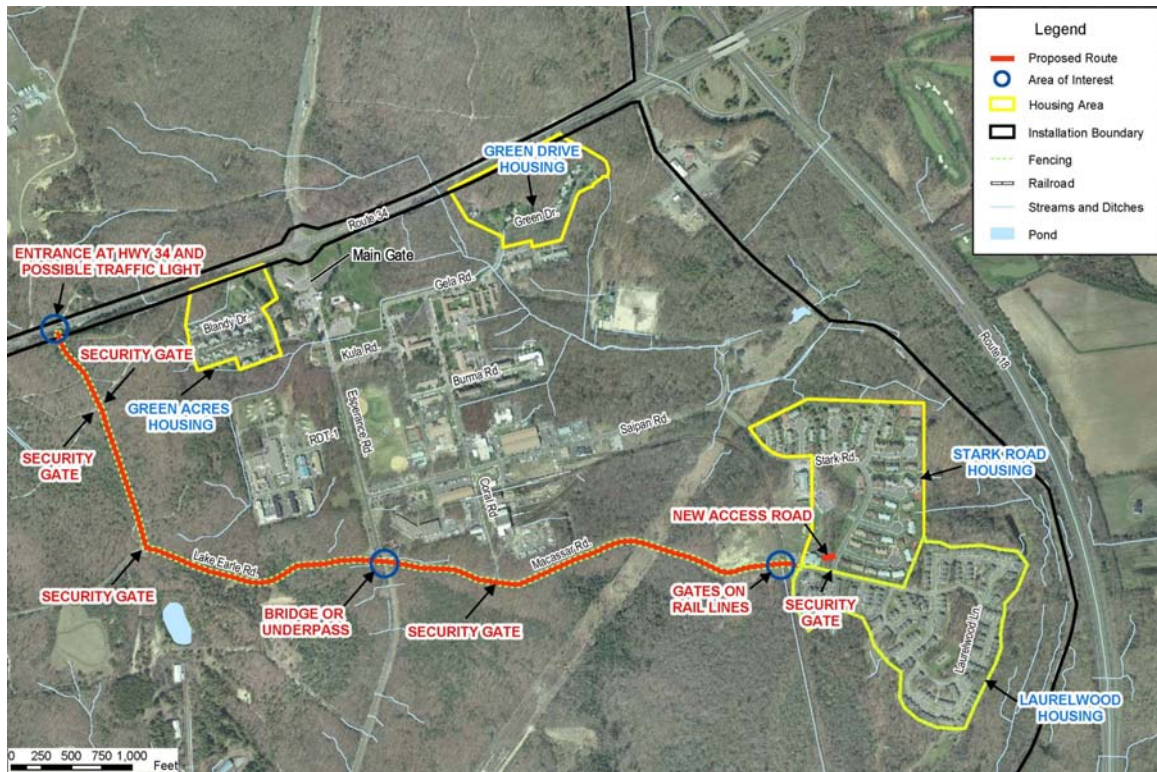 Legend
Proposed Route
Area of Interest
Housing Area
Installation Boundary
Fencing
Railroad
Streams and Ditches
Pond
GREEN DRIVE
HOUSING
Green Dr.
Route 34
ENTRANCE AT HWY 34 AND
POSSIBLE TRAFFIC LIGHT
Main Gate
Gela Rd.
Blandy Dr.
SECURITY GATE
Kula Rd.
Burma Rd.
Route 18
GREEN ACRES
HOUSING
Esperance Rd.
RDT-1
Saipan Rd.
SECURITY
GATE
Stark Rd.
STARK ROAD
HOUSING
Coral Rd.
NEW ACCESS ROAD
Lake Earle Rd.
Macassar Rd.
SECURITY GATE
BRIDGE OR
UNDERPASS
SECURITY GATE
GATES ON
RAIL LINES
SECURITY
GATE
Laurelwood Ln.
LAURELWOOD
HOUSING
0 250 500 750 1,000
Feet